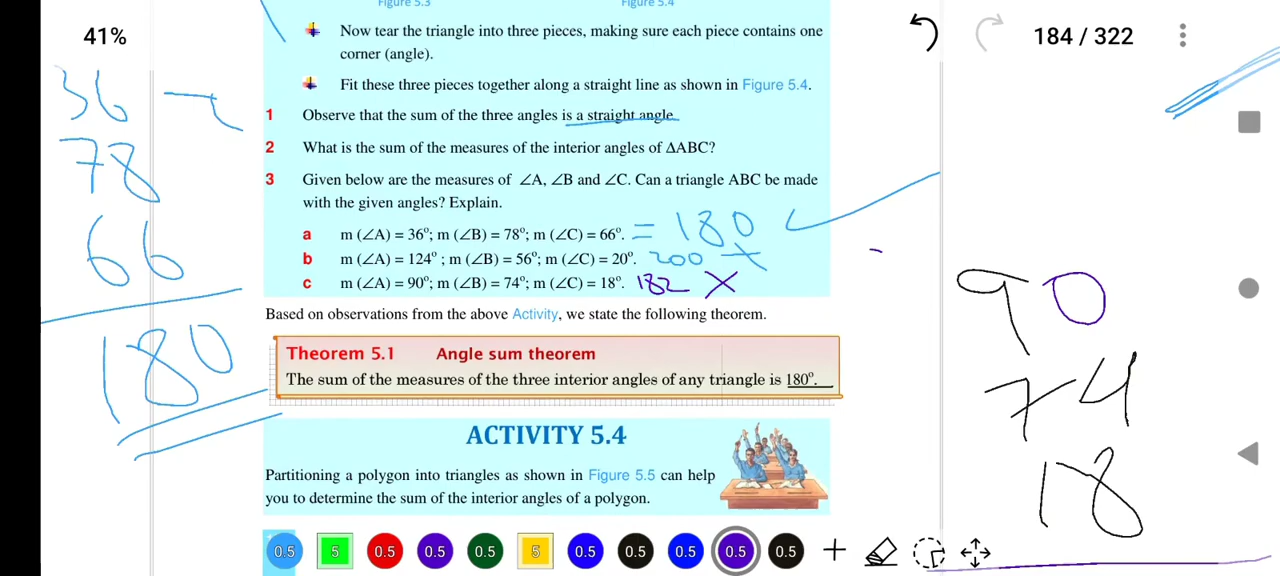 Figure 5.3 Figure 5.4
41%
184 / 322
Now tear the triangle into three pieces, making sure each piece contains one
corner (angle).
Fit these three pieces together along a straight line as shown in Figure 5.4.
1 Observe that the sum of the three angles is a straight angle.
2 What is the sum of the measures of the interior angles of ΔABC?
3 Given below are the measures of ∠A, ∠B and ∠C. Can a triangle ABC be made
with the given angles? Explain.
a m (∠A) = 36°; m (∠B) = 78°; m (∠C) = 66°. = 180
b m (∠A) = 124° ; m (∠B) = 56°; m (∠C) = 20°. 200 ×
c m (∠A) = 90°; m (∠B) = 74°; m (∠C) = 18°. 182 ×
Based on observations from the above Activity, we state the following theorem.
Theorem 5.1 Angle sum theorem
The sum of the measures of the three interior angles of any triangle is 180°.
ACTIVITY 5.4
Partitioning a polygon into triangles as shown in Figure 5.5 can help
you to determine the sum of the interior angles of a polygon.
36
78
66
180
90
74
18
0.5 5 0.5 0.5 0.5 5 0.5 0.5 0.5 0.5 0.5